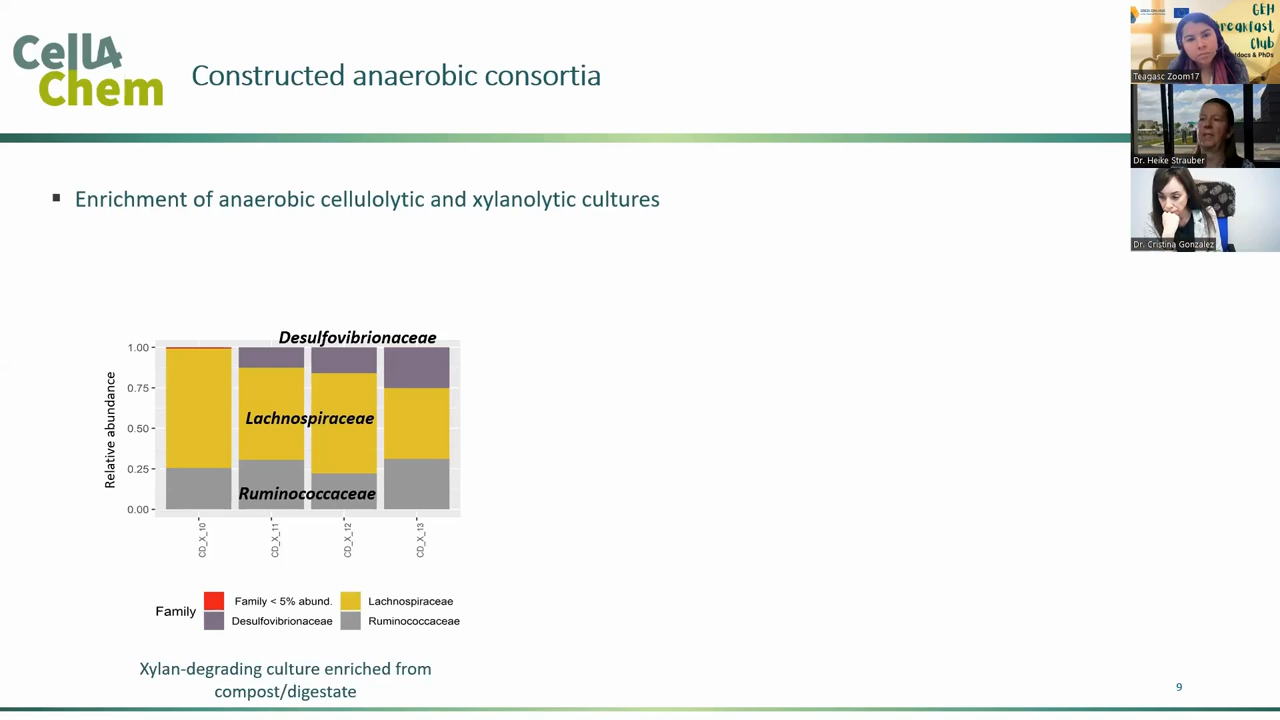 Cell4
Chem
Constructed anaerobic consortia
▪ Enrichment of anaerobic cellulolytic and xylanolytic cultures
Desulfovibrionaceae
Lachnospiraceae
Ruminococcaceae
Relative abundance
1.00
0.75
0.50
0.25
0.00
CD_X_10
CD_X_11
CD_X_12
CD_X_13
Family
Family < 5% abund.
Lachnospiraceae
Desulfovibrionaceae
Ruminococcaceae
Xylan-degrading culture enriched from
compost/digestate
9
GEH
Breakfast
Club
Teagasc Zoom17
Dr. Heike Strauber
Dr. Cristina Gonzalez